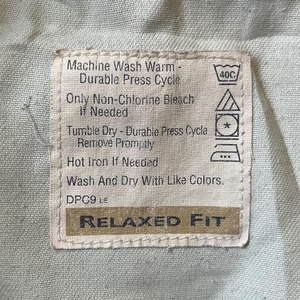 Machine Wash Warm -
Durable Press Cycle
40C
Only Non-Chlorine Bleach
If Needed
Tumble Dry - Durable Press Cycle
Remove Promptly
Hot Iron If Needed
Wash And Dry With Like Colors.
DPC9 LE
RELAXED FIT